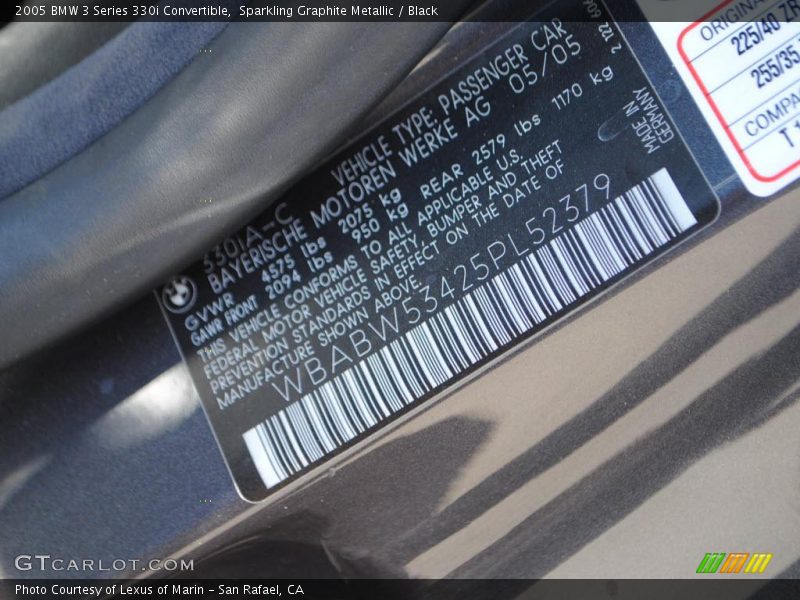 2005 BMW 3 Series 330i Convertible, Sparkling Graphite Metallic / Black
330IA-C VEHICLE TYPE, PASSENGER CAR
BAYERISCHE MOTOREN WERKE AG 05/05
GVWR 4575 lbs 2075 kg
GAWR FRONT 2094 lbs 950 kg REAR 2579 lbs 1170 kg
THIS VEHICLE CONFORMS TO ALL APPLICABLE U.S.
FEDERAL MOTOR VEHICLE SAFETY, BUMPER AND THEFT
PREVENTION STANDARDS IN EFFECT ON THE DATE OF
MANUFACTURE SHOWN ABOVE.
WBABW53425PL52379
MADE IN
GERMANY
ORIGINA
225/40 ZR
255/35
COMPA
T 1
GTCARLOT.COM
Photo Courtesy of Lexus of Marin - San Rafael, CA